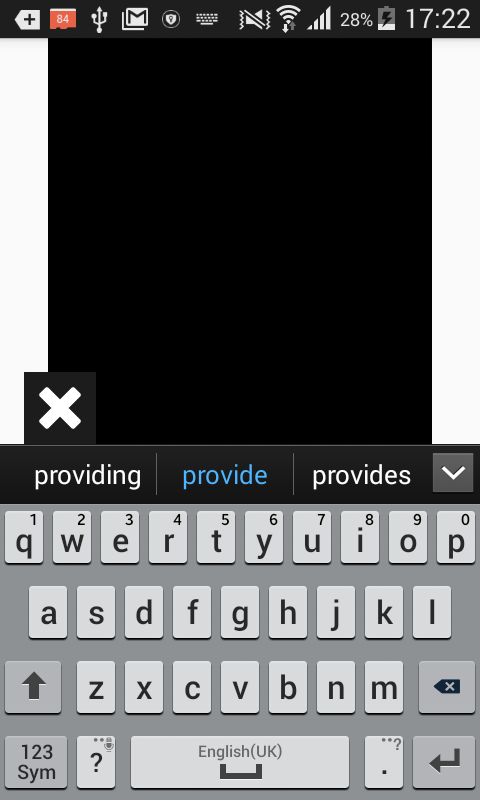 84 28% 17:22
providing provide provides
1 2 3 4 5 6 7 8 9 0
q w e r t y u i o p
a s d f g h j k l
z x c v b n m
123 ? English(UK) . ?
Sym